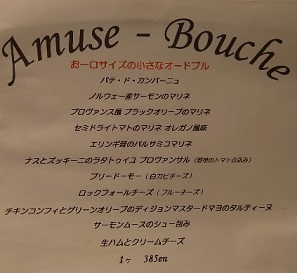 Amuse - Bouche
お一口サイズの小さなオードブル
パテ・ド・カンパーニュ
ノルウェー産サーモンのマリネ
プロヴァンス風 ブラックオリーブのマリネ
セミドライトマトのマリネ オレガノ風味
エリンギ茸のバルサミコマリネ
ナスとズッキーニのラタトゥイユ プロヴァンサル（野菜のトマト煮込み）
ブリードーモー（白カビチーズ）
ロックフォールチーズ（ブルーチーズ）
チキンコンフィとグリーンオリーブのディジョンマスタードマヨのタルティーヌ
サーモンムースのシュー包み
生ハムとクリームチーズ
1ヶ 385en